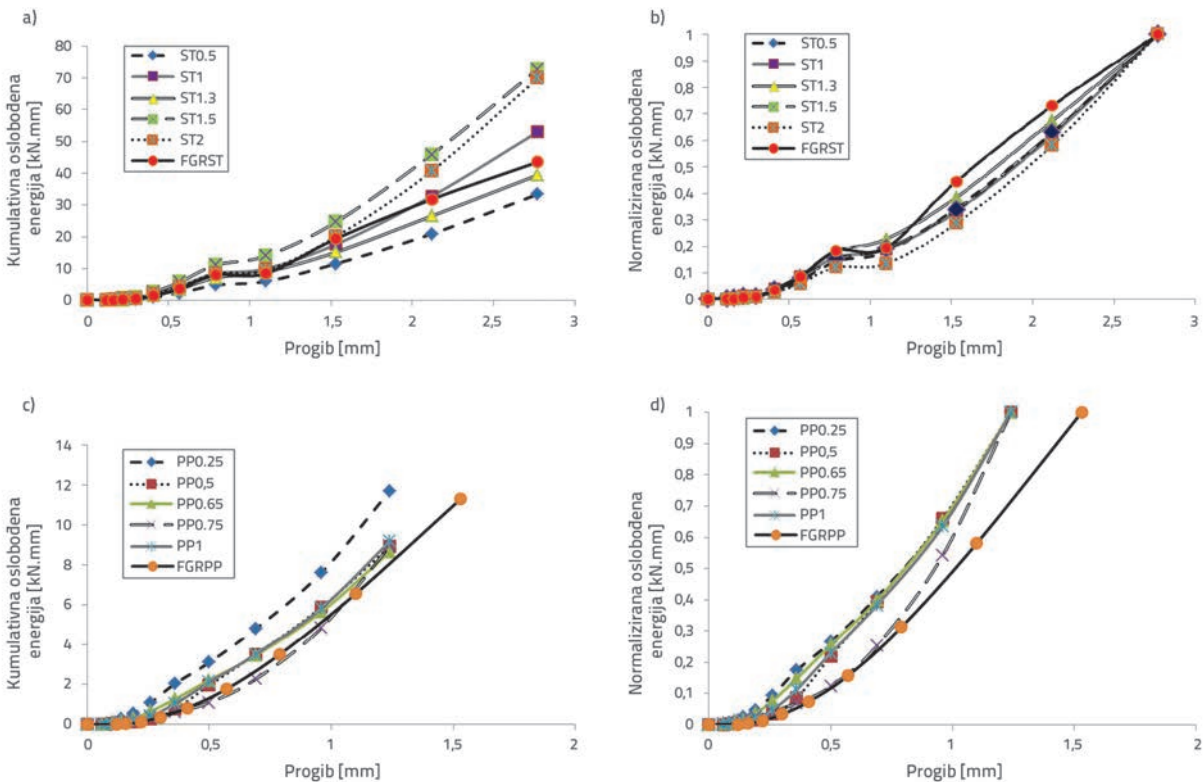 a)
Kumulativna oslobođena
energija [kN.mm]
80
70
60
50
40
30
20
10
0
ST0.5
ST1
ST1.3
ST1.5
ST2
FGRST
0
0,5
1
1,5
2
2,5
3
Progib [mm]
b)
Normalizirana oslobođena
energija [kN.mm]
1
0,9
0,8
0,7
0,6
0,5
0,4
0,3
0,2
0,1
0
ST0.5
ST1
ST1.3
ST1.5
ST2
FGRST
0
0,5
1
1,5
2
2,5
3
Progib [mm]
c)
Kumulativna oslobođena
energija [kN.mm]
14
12
10
8
6
4
2
0
PP0.25
PP0,5
PP0.65
PP0.75
PP1
FGRPP
0
0,5
1
1,5
2
Progib [mm]
d)
Normalizirana oslobođena
energija [kN.mm]
1
0,9
0,8
0,7
0,6
0,5
0,4
0,3
0,2
0,1
0
PP0.25
PP0,5
PP0.65
PP0.75
PP1
FGRPP
0
0,5
1
1,5
2
Progib [mm]